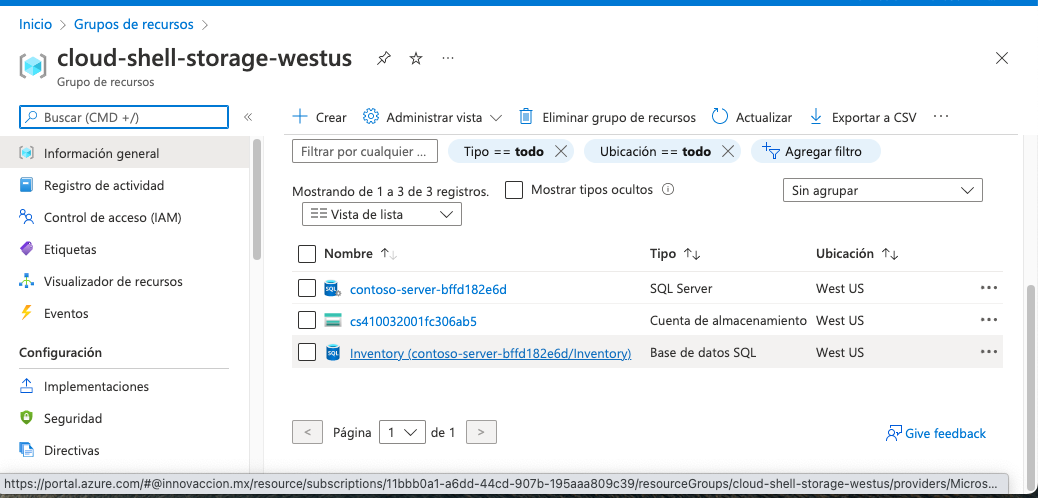 Inicio > Grupos de recursos >
cloud-shell-storage-westus ...
Grupo de recursos
Buscar (CMD +/)
«
Información general
Registro de actividad
Control de acceso (IAM)
Etiquetas
Visualizador de recursos
Eventos
Configuración
Implementaciones
Seguridad
Directivas
+ Crear Administrar vista Eliminar grupo de recursos Actualizar Exportar a CSV ...
Filtrar por cualquier ... Tipo == todo Ubicación == todo Agregar filtro
Mostrando de 1 a 3 de 3 registros. Mostrar tipos ocultos Sin agrupar
Vista de lista
Nombre ↑↓ Tipo ↑↓ Ubicación ↑↓
SQL contoso-server-bffd182e6d SQL Server West US ...
cs410032001fc306ab5 Cuenta de almacenamiento West US ...
SQL Inventory (contoso-server-bffd182e6d/Inventory) Base de datos SQL West US ...
< Página 1 de 1 >
Give feedback
https://portal.azure.com/#@innovaccion.mx/resource/subscriptions/11bbb0a1-a6dd-44cd-907b-195aaa809c39/resourceGroups/cloud-shell-storage-westus/providers/Micros...